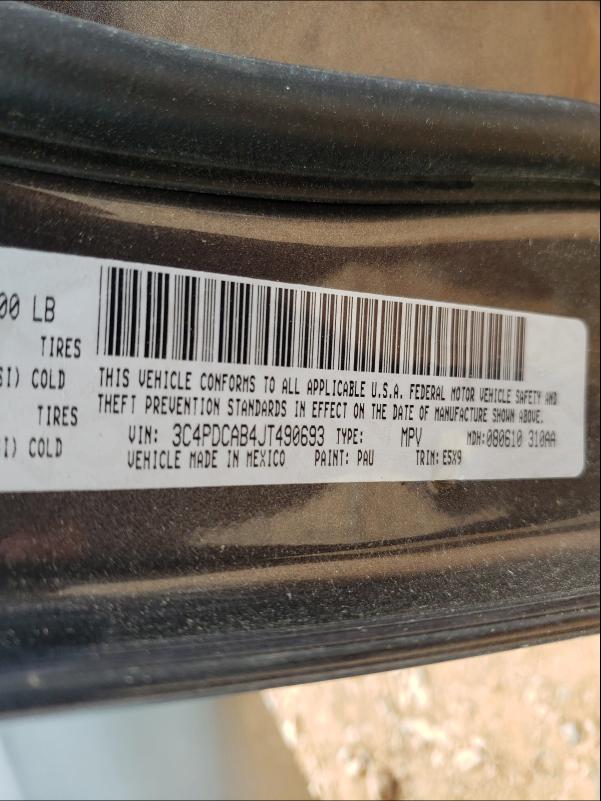 00 LB
TIRES
SI) COLD
TIRES
I) COLD
THIS VEHICLE CONFORMS TO ALL APPLICABLE U.S.A. FEDERAL MOTOR VEHICLE SAFETY AND
THEFT PREVENTION STANDARDS IN EFFECT ON THE DATE OF MANUFACTURE SHOWN ABOVE.
VIN: 3C4PDCAB4JT490693 TYPE: MPV MDH:080610 310AA
VEHICLE MADE IN MEXICO PAINT: PAU TRIM: E5X9